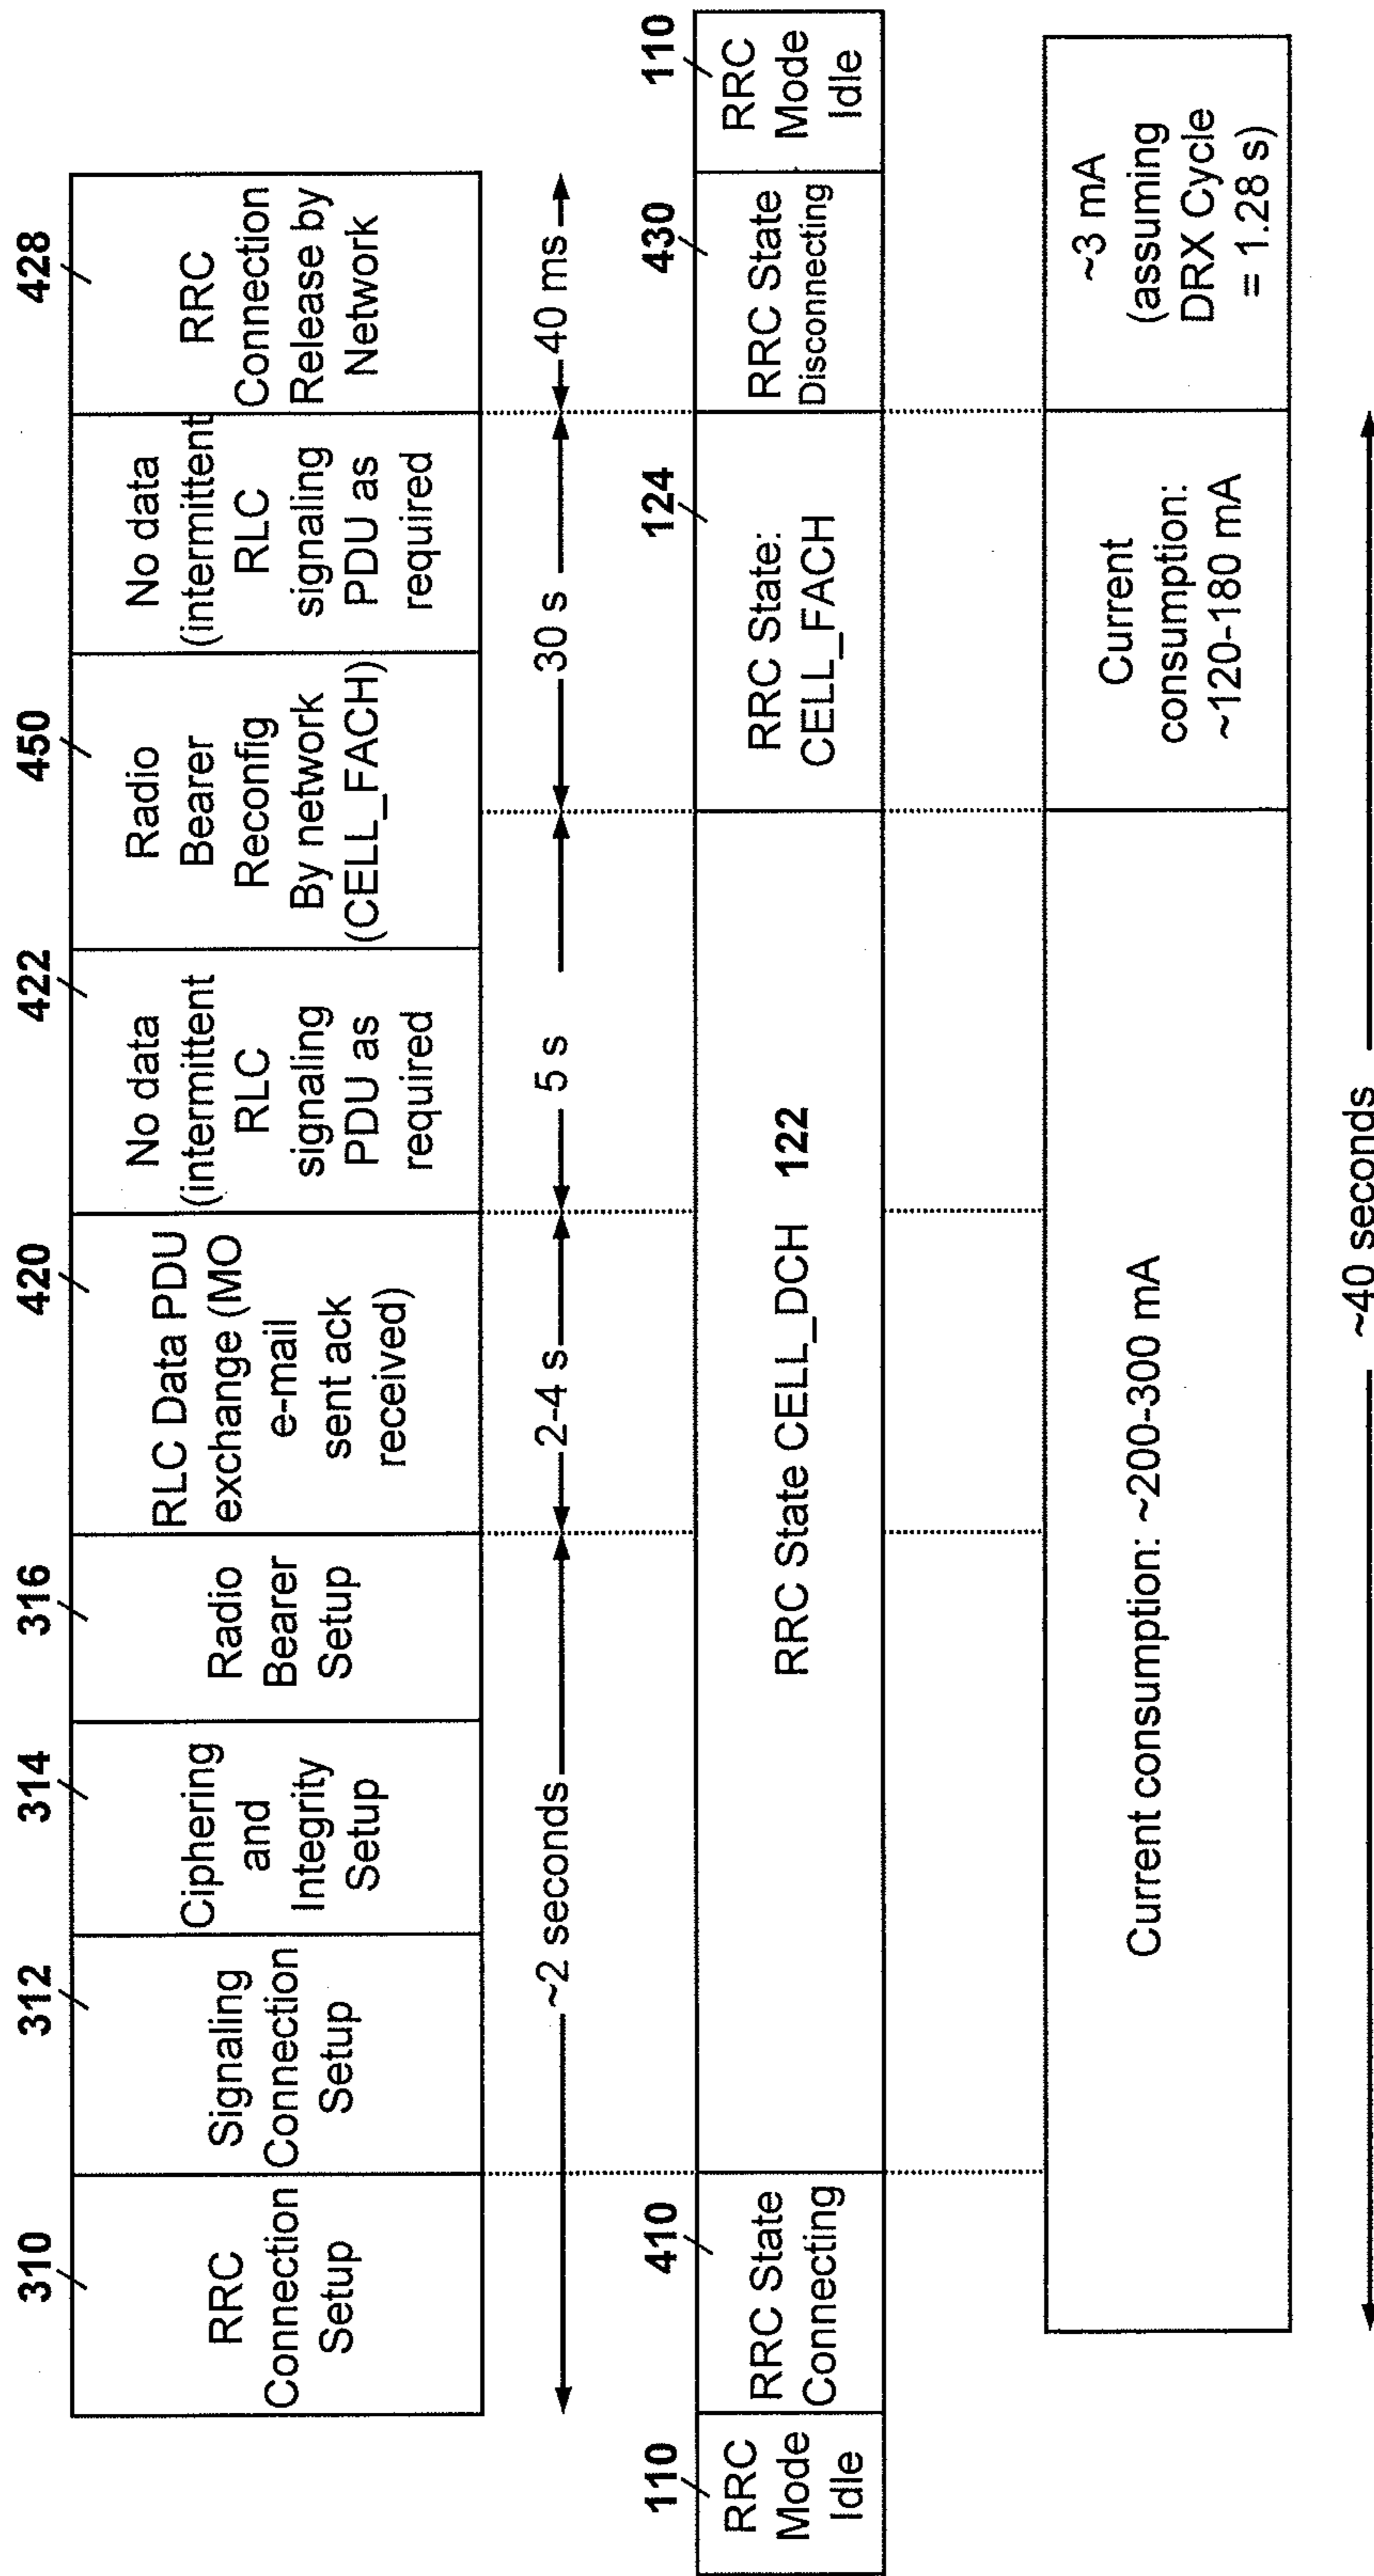 310
RRC
Connection
Setup
312
Signaling
Connection
Setup
314
Ciphering
and
Integrity
Setup
316
Radio
Bearer
Setup
420
RLC Data PDU
exchange (MO
e-mail
sent ack
received)
422
No data
(intermittent
RLC
signaling
PDU as
required
450
Radio
Bearer
Reconfig
By network
(CELL_FACH)
No data
(intermittent
RLC
signaling
PDU as
required
428
RRC
Connection
Release by
Network
~2 seconds
2-4 s
5 s
30 s
40 ms
110
RRC
Mode
Idle
410
RRC State
Connecting
RRC State CELL_DCH 122
124
RRC State:
CELL_FACH
430
RRC State
Disconnecting
110
RRC
Mode
Idle
Current consumption: ~200-300 mA
Current
consumption:
~120-180 mA
~3 mA
(assuming
DRX Cycle
= 1.28 s)
~40 seconds